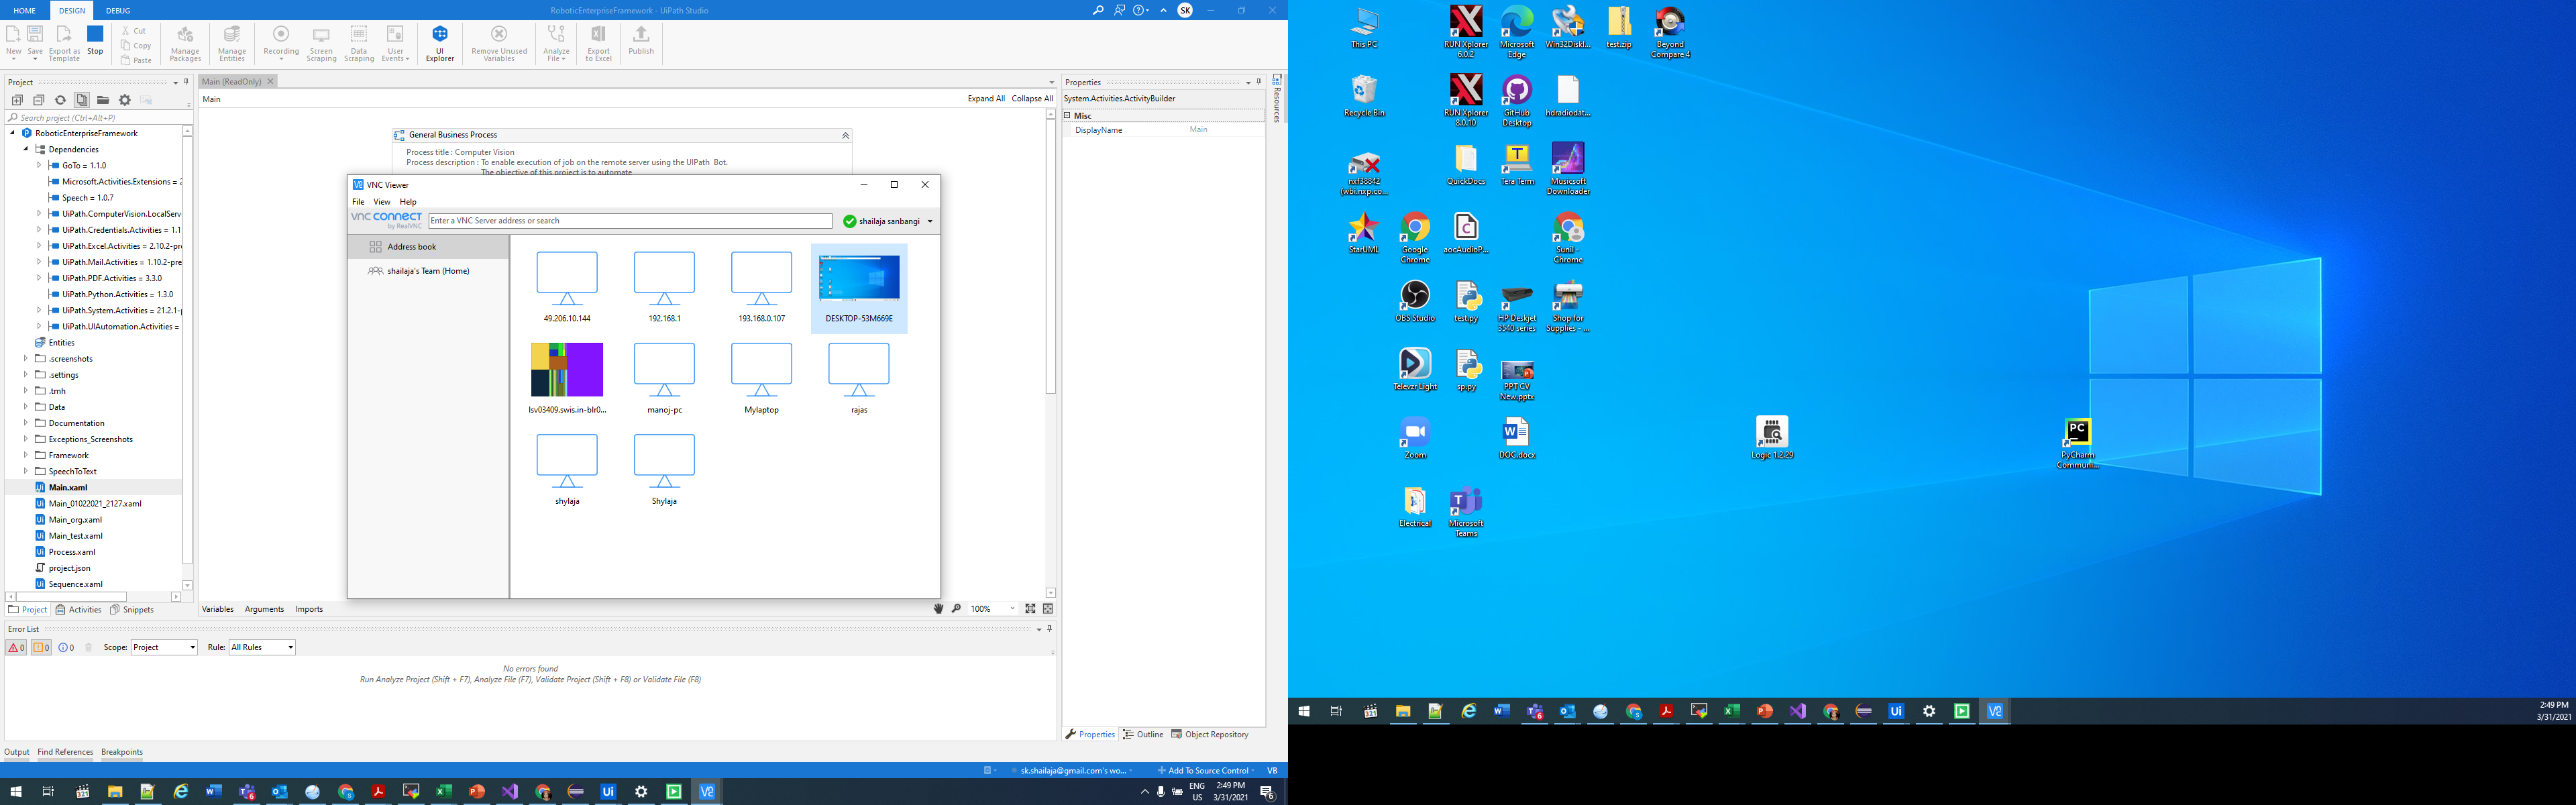 HOME DESIGN DEBUG
RoboticEnterpriseFramework - UiPath Studio
SK
New Save Export as Template Stop
Cut
Copy
Paste
Manage Packages
Manage Entities
Recording
Screen Scraping
Data Scraping
User Events
UI Explorer
Remove Unused Variables
Analyze File
Export to Excel
Publish
Project
Search project (Ctrl+Alt+P)
RoboticEnterpriseFramework
Dependencies
GoTo = 1.1.0
Microsoft.Activities.Extensions = 2
Speech = 1.0.7
UiPath.ComputerVision.LocalServ
UiPath.Credentials.Activities = 1.1
UiPath.Excel.Activities = 2.10.2-pre
UiPath.Mail.Activities = 1.10.2-pre
UiPath.PDF.Activities = 3.3.0
UiPath.Python.Activities = 1.3.0
UiPath.System.Activities = 21.2.1-p
UiPath.UIAutomation.Activities =
Entities
.screenshots
.settings
.tmh
Data
Documentation
Exceptions_Screenshots
Framework
SpeechToText
Main.xaml
Main_01022021_2127.xaml
Main_org.xaml
Main_test.xaml
Process.xaml
project.json
Sequence.xaml
Project Activities Snippets
Main (ReadOnly)
Main
Expand All Collapse All
General Business Process
Process title : Computer Vision
Process description : To enable execution of job on the remote server using the UIPath Bot.
The objective of this project is to automate
VNC Viewer
File View Help
vnc connect
by RealVNC
Enter a VNC Server address or search
shailaja sanbangi
Address book
shailaja's Team (Home)
49.206.10.144
192.168.1
193.168.0.107
DESKTOP-53M669E
lsv03409.swis.in-blr0...
manoj-pc
Mylaptop
rajas
shylaja
Shylaja
Variables Arguments Imports
100%
Properties
System.Activities.ActivityBuilder
Misc
DisplayName Main
Resources
Properties Outline Object Repository
Error List
0 0 0 Scope: Project Rule: All Rules
No errors found
Run Analyze Project (Shift + F7), Analyze File (F7), Validate Project (Shift + F8) or Validate File (F8)
Output Find References Breakpoints
sk.shailaja@gmail.com's wo...
Add To Source Control
VB
ENG
US
2:49 PM
3/31/2021
This PC
RUN Xplorer 6.0.2
Microsoft Edge
Win32DiskI...
test.zip
Beyond Compare 4
Recycle Bin
RUN Xplorer 8.0.10
GitHub Desktop
hdradiodat...
nxf38842 (wbi.nxp.co...
QuickDocs
Tera Term
Musicsoft Downloader
StarUML
Google Chrome
aocAudioP...
Sunil - Chrome
OBS Studio
test.py
HP Deskjet 3540 series
Shop for Supplies - ...
Televzr Light
sp.py
PPT CV New.pptx
Zoom
DOC.docx
Logic 1.2.29
PyCharm Communi...
Electrical
Microsoft Teams
2:49 PM
3/31/2021